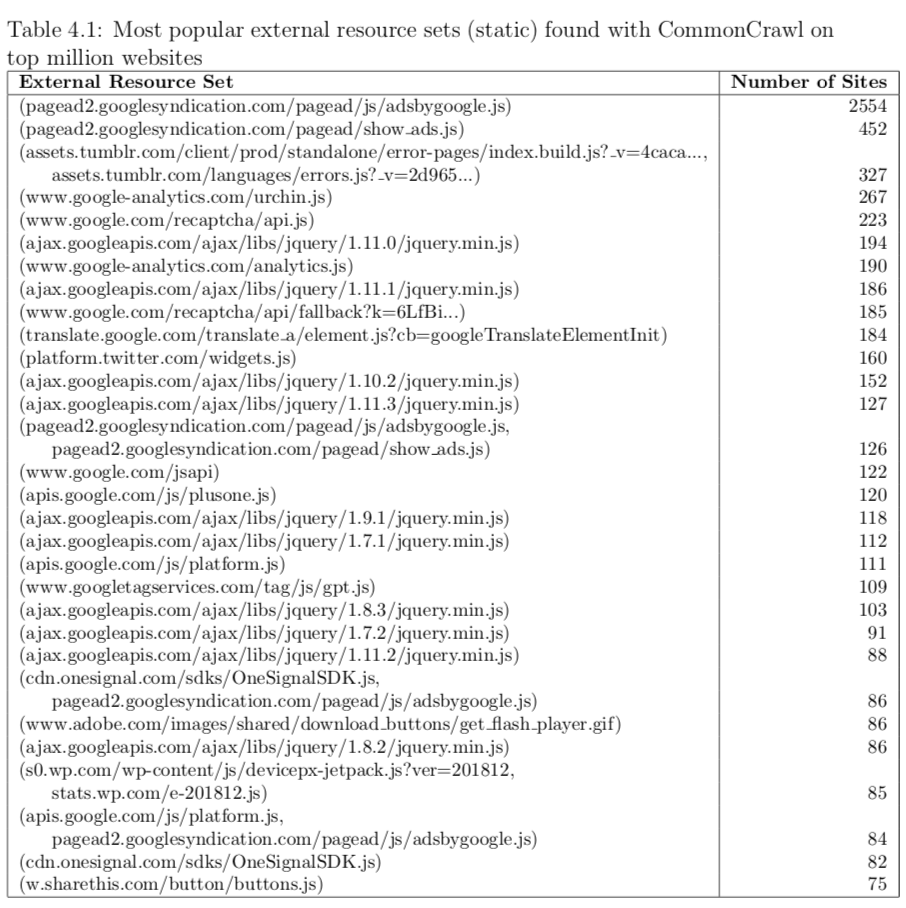 Table 4.1: Most popular external resource sets (static) found with CommonCrawl on
top million websites
External Resource Set Number of Sites
(pagead2.googlesyndication.com/pagead/js/adsbygoogle.js) 2554
(pagead2.googlesyndication.com/pagead/show_ads.js) 452
(assets.tumblr.com/client/prod/standalone/error-pages/index.build.js?_v=4caca...,
assets.tumblr.com/languages/errors.js?_v=2d965...) 327
(www.google-analytics.com/urchin.js) 267
(www.google.com/recaptcha/api.js) 223
(ajax.googleapis.com/ajax/libs/jquery/1.11.0/jquery.min.js) 194
(www.google-analytics.com/analytics.js) 190
(ajax.googleapis.com/ajax/libs/jquery/1.11.1/jquery.min.js) 186
(www.google.com/recaptcha/api/fallback?k=6LfBi...) 185
(translate.google.com/translate_a/element.js?cb=googleTranslateElementInit) 184
(platform.twitter.com/widgets.js) 160
(ajax.googleapis.com/ajax/libs/jquery/1.10.2/jquery.min.js) 152
(ajax.googleapis.com/ajax/libs/jquery/1.11.3/jquery.min.js) 127
(pagead2.googlesyndication.com/pagead/js/adsbygoogle.js,
pagead2.googlesyndication.com/pagead/show_ads.js) 126
(www.google.com/jsapi) 122
(apis.google.com/js/plusone.js) 120
(ajax.googleapis.com/ajax/libs/jquery/1.9.1/jquery.min.js) 118
(ajax.googleapis.com/ajax/libs/jquery/1.7.1/jquery.min.js) 112
(apis.google.com/js/platform.js) 111
(www.googletagservices.com/tag/js/gpt.js) 109
(ajax.googleapis.com/ajax/libs/jquery/1.8.3/jquery.min.js) 103
(ajax.googleapis.com/ajax/libs/jquery/1.7.2/jquery.min.js) 91
(ajax.googleapis.com/ajax/libs/jquery/1.11.2/jquery.min.js) 88
(cdn.onesignal.com/sdks/OneSignalSDK.js,
pagead2.googlesyndication.com/pagead/js/adsbygoogle.js) 86
(www.adobe.com/images/shared/download_buttons/get_flash_player.gif) 86
(ajax.googleapis.com/ajax/libs/jquery/1.8.2/jquery.min.js) 86
(s0.wp.com/wp-content/js/devicepx-jetpack.js?ver=201812,
stats.wp.com/e-201812.js) 85
(apis.google.com/js/platform.js,
pagead2.googlesyndication.com/pagead/js/adsbygoogle.js) 84
(cdn.onesignal.com/sdks/OneSignalSDK.js) 82
(w.sharethis.com/button/buttons.js) 75